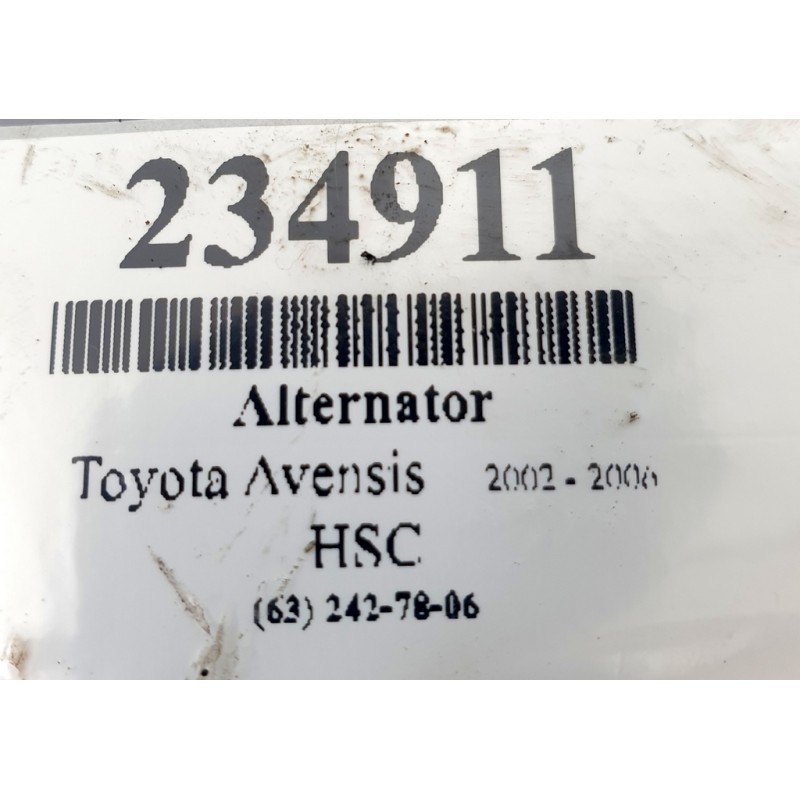 234911
Alternator
Toyota Avensis 2002 - 2006
HSC
(63) 242-78-06